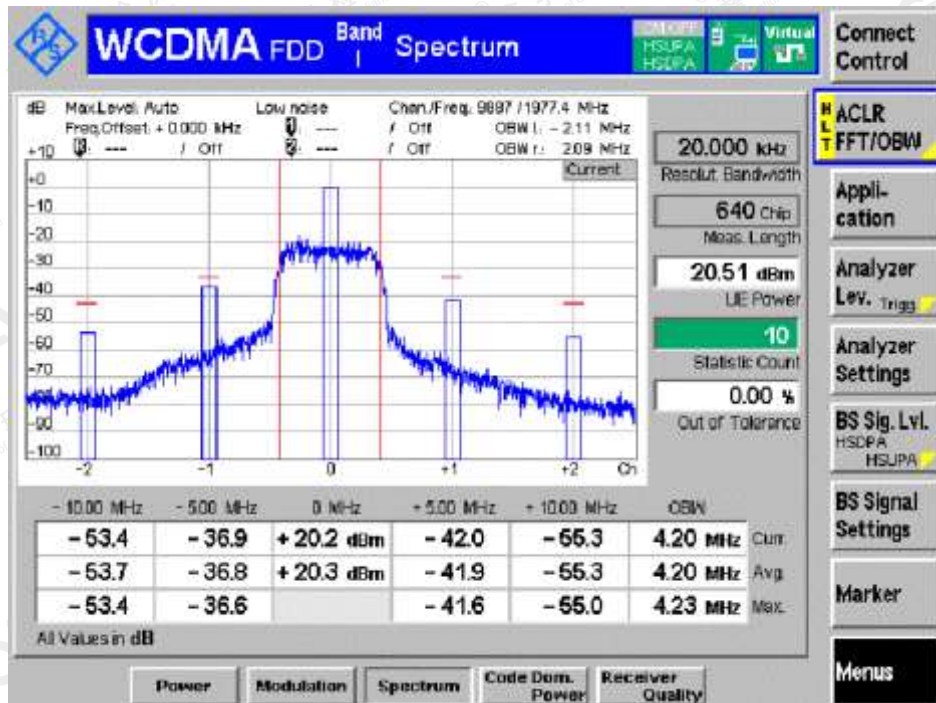 R&S
WCDMA FDD Band I Spectrum
ON-OFF
HSUPA
HSDPA
Virtual
Connect Control
dB Max.Level: Auto Low noise Chan./Freq.: 9887 / 1977.4 MHz
Freq.Offset: + 0.000 kHz 1: --- / Off OBW l.: - 2.11 MHz
R: --- / Off 2: --- / Off OBW r.: 2.09 MHz
Current
+10
+0
-10
-20
-30
-40
-50
-60
-70
-90
-100
-2 -1 0 +1 +2 Ch
20.000 kHz
Resolut. Bandwidth
640 Chip
Meas. Length
20.51 dBm
UE Power
10
Statistic Count
0.00 %
Out of Tolerance
- 10.00 MHz - 5.00 MHz 0 MHz + 5.00 MHz + 10.00 MHz OBW
- 53.4 - 36.9 + 20.2 dBm - 42.0 - 55.3 4.20 MHz Curr.
- 53.7 - 36.8 + 20.3 dBm - 41.9 - 55.3 4.20 MHz Avg.
- 53.4 - 36.6 - 41.6 - 55.0 4.23 MHz Max.
All Values in dB
Power Modulation Spectrum Code Dom. Power Receiver Quality
HLT
ACLR
FFT/OBW
Appli-
cation
Analyzer
Lev. Trigg.
Analyzer
Settings
BS Sig. Lvl.
HSDPA
HSUPA
BS Signal
Settings
Marker
Menus